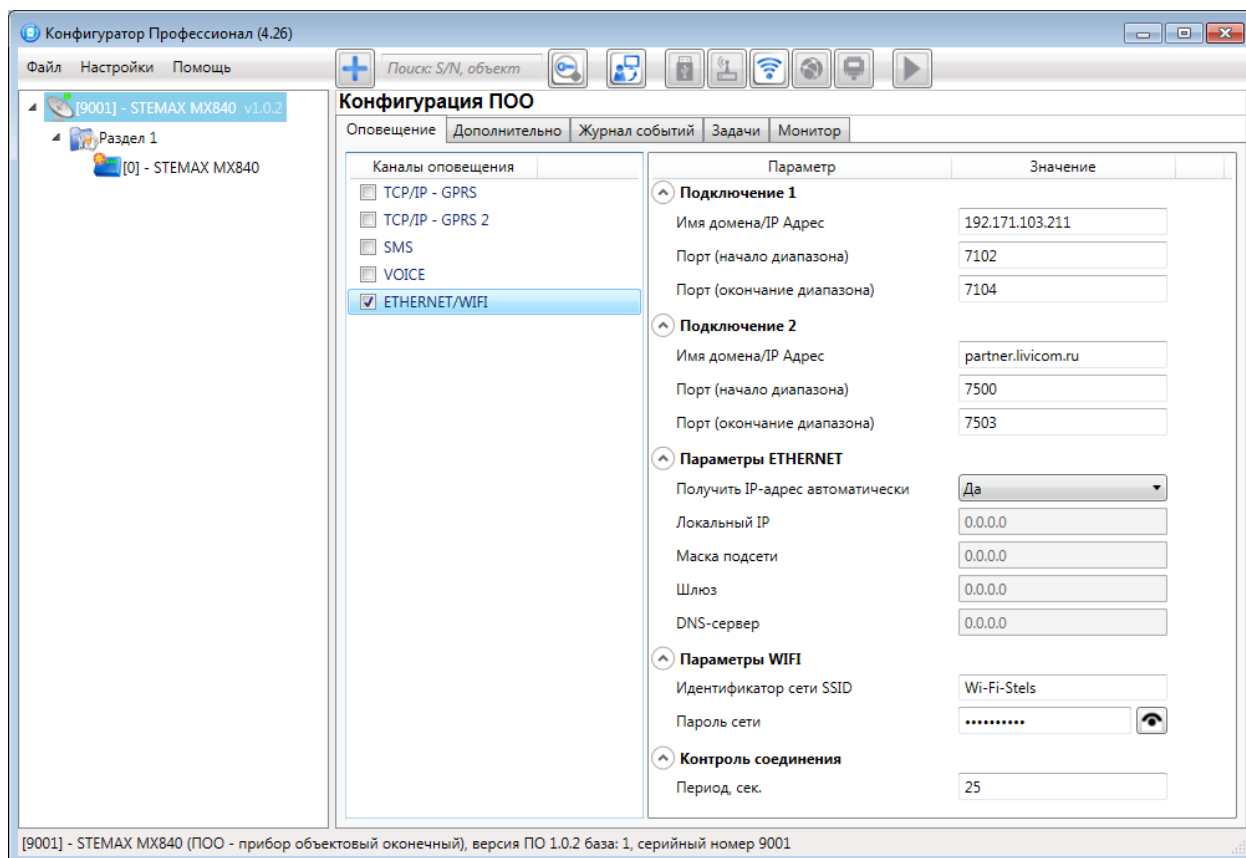 Конфигуратор Профессионал (4.26)
Файл Настройки Помощь Поиск: S/N, объект
[9001] - STEMAX MX840 v1.0.2
Раздел 1
[0] - STEMAX MX840
Конфигурация ПОО
Оповещение Дополнительно Журнал событий Задачи Монитор
Каналы оповещения
TCP/IP - GPRS
TCP/IP - GPRS 2
SMS
VOICE
ETHERNET/WIFI
Параметр Значение
Подключение 1
Имя домена/IP Адрес 192.171.103.211
Порт (начало диапазона) 7102
Порт (окончание диапазона) 7104
Подключение 2
Имя домена/IP Адрес partner.livicom.ru
Порт (начало диапазона) 7500
Порт (окончание диапазона) 7503
Параметры ETHERNET
Получить IP-адрес автоматически Да
Локальный IP 0.0.0.0
Маска подсети 0.0.0.0
Шлюз 0.0.0.0
DNS-сервер 0.0.0.0
Параметры WIFI
Идентификатор сети SSID Wi-Fi-Stels
Пароль сети ••••••••••
Контроль соединения
Период, сек. 25
[9001] - STEMAX MX840 (ПОО - прибор объектовый оконечный), версия ПО 1.0.2 база: 1, серийный номер 9001